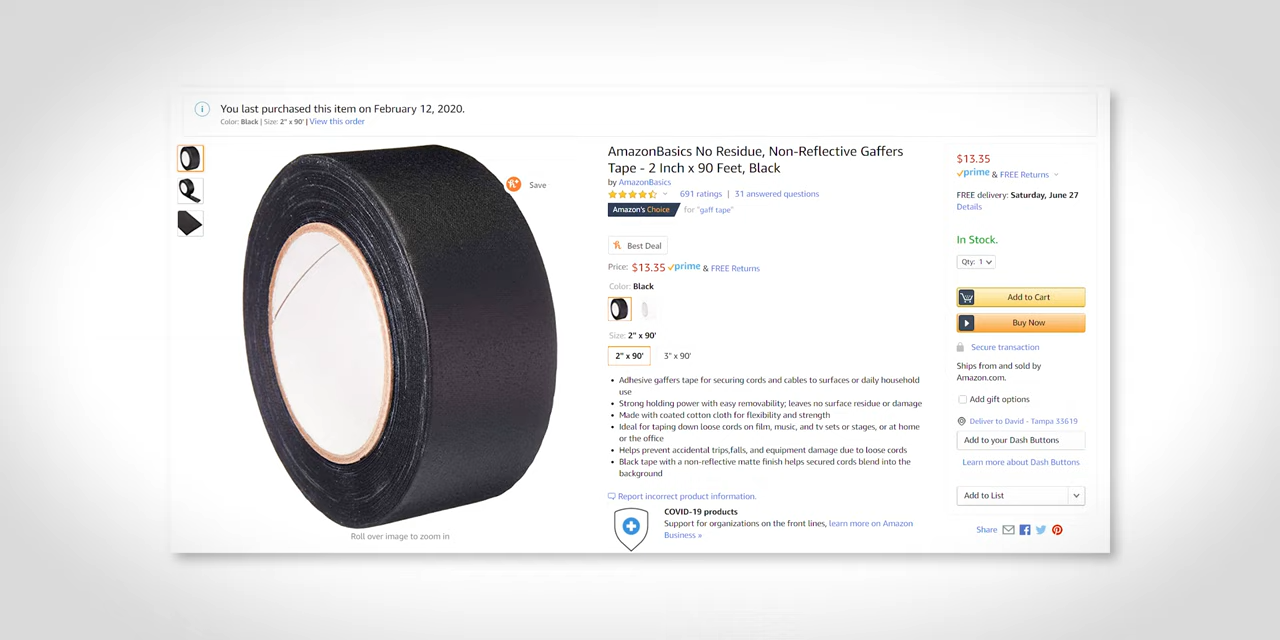 You last purchased this item on February 12, 2020.
Color: Black | Size: 2" x 90' | View this order
Save
Roll over image to zoom in
AmazonBasics No Residue, Non-Reflective Gaffers
Tape - 2 Inch x 90 Feet, Black
by AmazonBasics
691 ratings | 31 answered questions
Amazon's Choice for "gaff tape"
Best Deal
Price: $13.35 prime & FREE Returns
Color: Black
Size: 2" x 90'
2" x 90' 3" x 90'
• Adhesive gaffers tape for securing cords and cables to surfaces or daily household
use
• Strong holding power with easy removability; leaves no surface residue or damage
• Made with coated cotton cloth for flexibility and strength
• Ideal for taping down loose cords on film, music, and tv sets or stages, or at home
or the office
• Helps prevent accidental trips,falls, and equipment damage due to loose cords
• Black tape with a non-reflective matte finish helps secured cords blend into the
background
Report incorrect product information.
COVID-19 products
Support for organizations on the front lines, learn more on Amazon
Business »
$13.35
prime & FREE Returns
FREE delivery: Saturday, June 27
Details
In Stock.
Qty: 1
Add to Cart
Buy Now
Secure transaction
Ships from and sold by
Amazon.com.
Add gift options
Deliver to David - Tampa 33619
Add to your Dash Buttons
Learn more about Dash Buttons
Add to List
Share